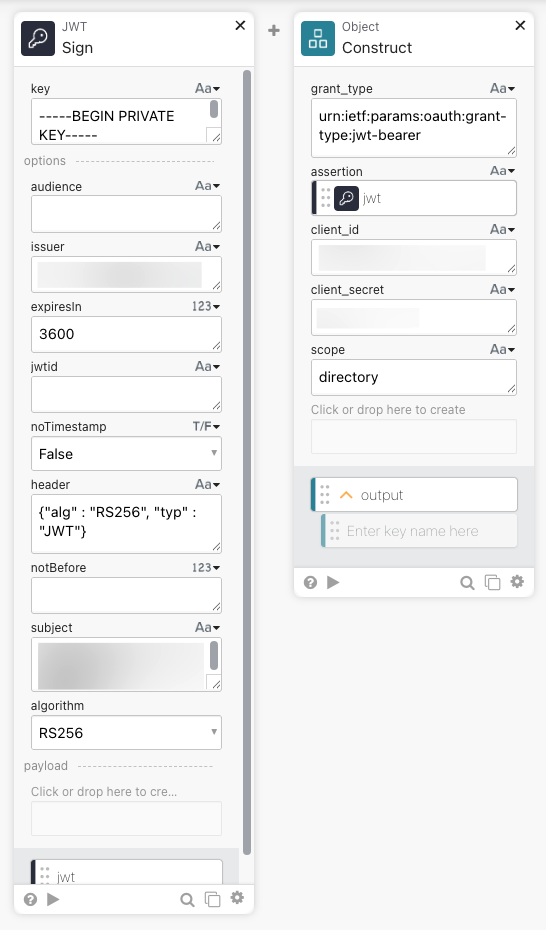 JWT
Sign
key
Aa
-----BEGIN PRIVATE
KEY-----
options
audience
Aa
issuer
Aa
expiresIn
123
3600
jwtid
Aa
noTimestamp
T/F
False
header
Aa
{"alg" : "RS256", "typ" :
"JWT"}
notBefore
123
subject
Aa
algorithm
RS256
payload
Click or drop here to cre...
jwt
Object
Construct
grant_type
Aa
urn:ietf:params:oauth:grant-
type:jwt-bearer
assertion
Aa
jwt
client_id
Aa
client_secret
Aa
scope
Aa
directory
Click or drop here to create
output
Enter key name here